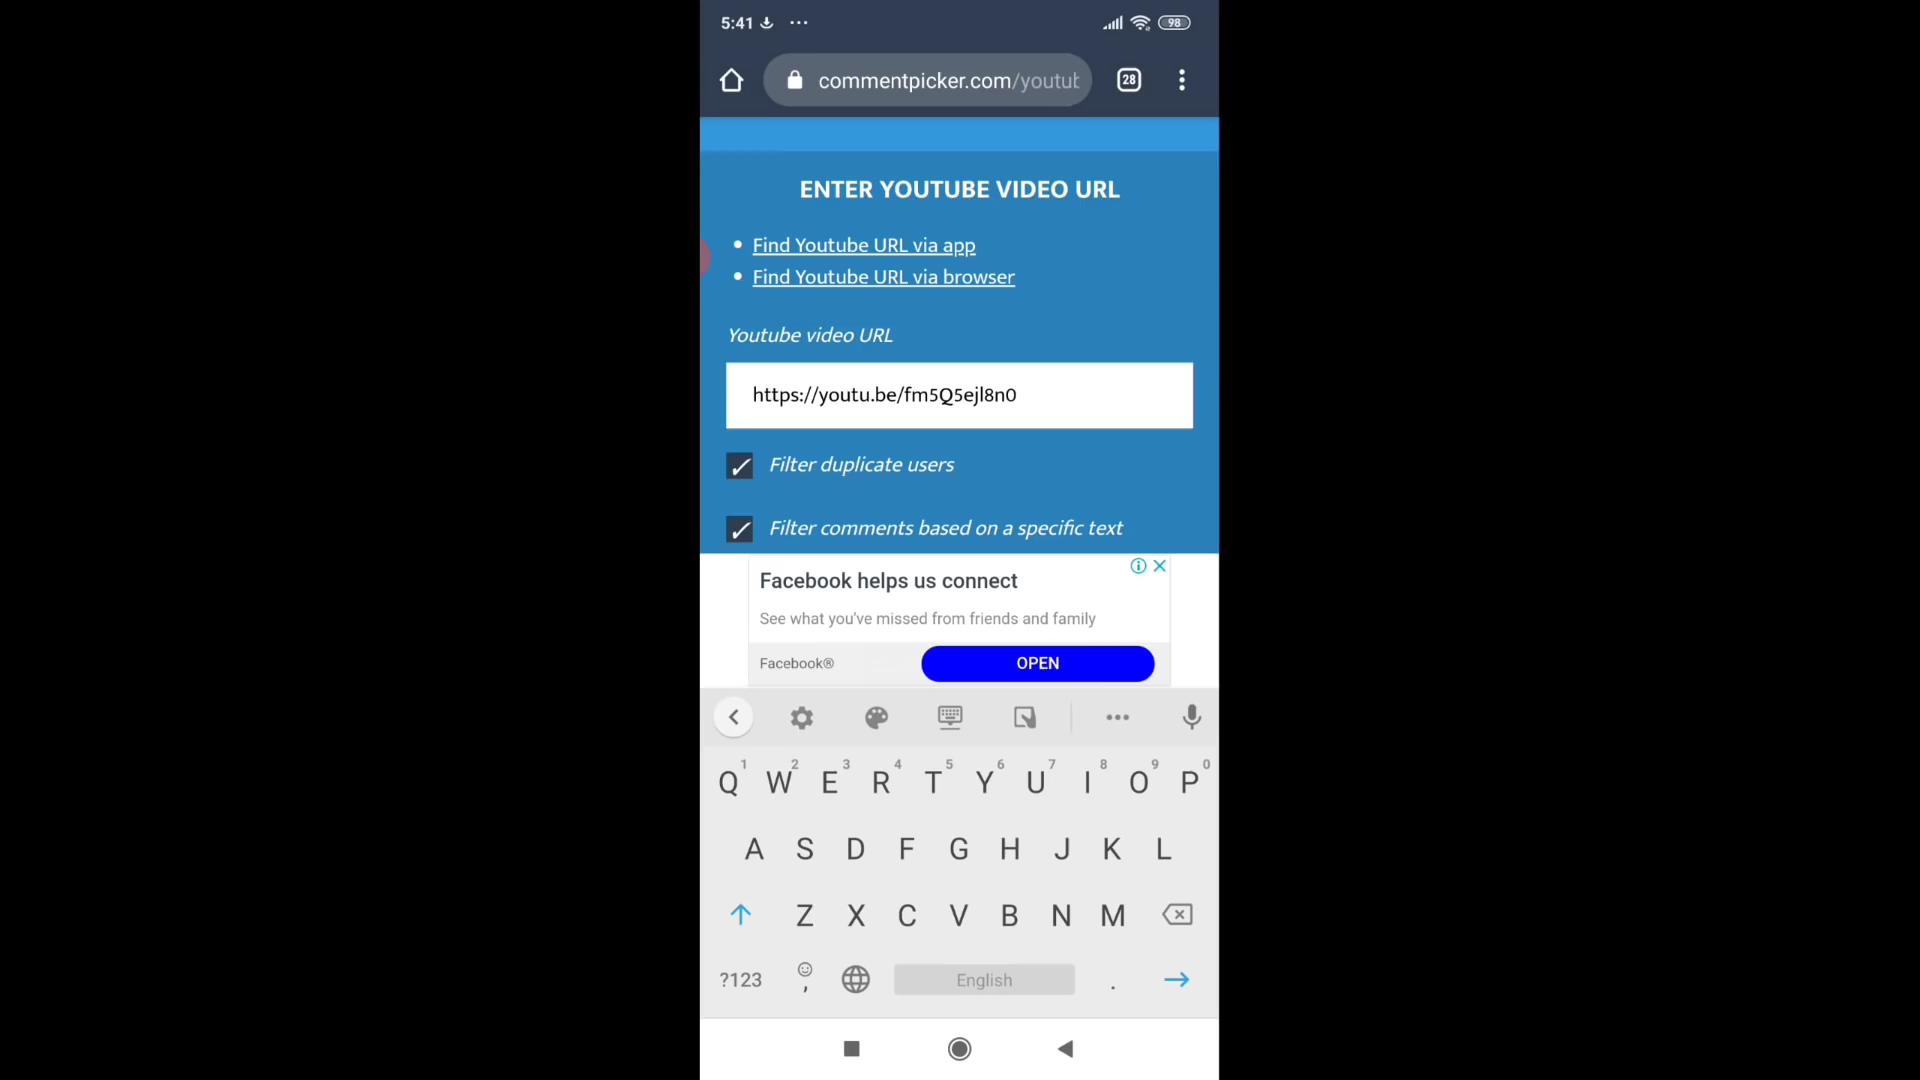 5:41 98
commentpicker.com/youtut 28
ENTER YOUTUBE VIDEO URL
Find Youtube URL via app
Find Youtube URL via browser
Youtube video URL
https://youtu.be/fm5Q5ejl8n0
Filter duplicate users
Filter comments based on a specific text
Facebook helps us connect
See what you've missed from friends and family
Facebook® OPEN
1 2 3 4 5 6 7 8 9 0
Q W E R T Y U I O P
A S D F G H J K L
Z X C V B N M
?123 , English .